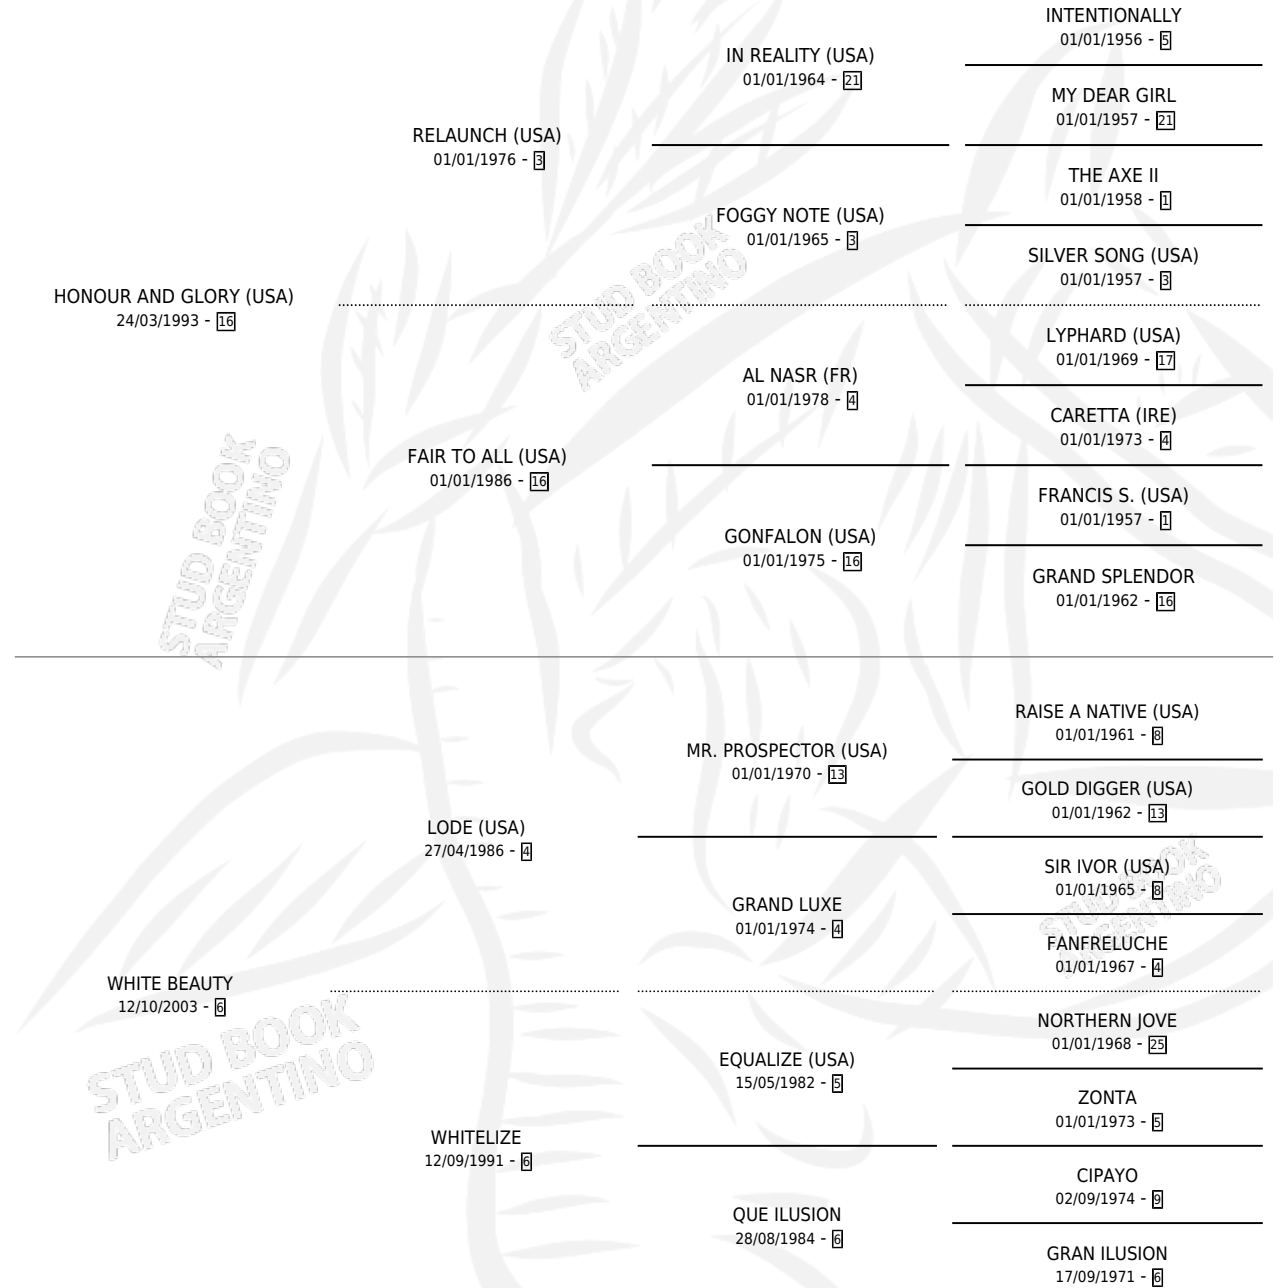 INTENTIONALLY
01/01/1956 - 5
IN REALITY (USA)
01/01/1964 - 21
MY DEAR GIRL
01/01/1957 - 21
RELAUNCH (USA)
01/01/1976 - 3
THE AXE II
01/01/1958 - 1
FOGGY NOTE (USA)
01/01/1965 - 3
SILVER SONG (USA)
01/01/1957 - 3
HONOUR AND GLORY (USA)
24/03/1993 - 16
LYPHARD (USA)
01/01/1969 - 17
AL NASR (FR)
01/01/1978 - 4
CARETTA (IRE)
01/01/1973 - 4
FAIR TO ALL (USA)
01/01/1986 - 16
FRANCIS S. (USA)
01/01/1957 - 1
GONFALON (USA)
01/01/1975 - 16
GRAND SPLENDOR
01/01/1962 - 16
RAISE A NATIVE (USA)
01/01/1961 - 8
MR. PROSPECTOR (USA)
01/01/1970 - 13
GOLD DIGGER (USA)
01/01/1962 - 13
LODE (USA)
27/04/1986 - 4
SIR IVOR (USA)
01/01/1965 - 8
GRAND LUXE
01/01/1974 - 4
FANFRELUCHE
01/01/1967 - 4
WHITE BEAUTY
12/10/2003 - 6
NORTHERN JOVE
01/01/1968 - 25
EQUALIZE (USA)
15/05/1982 - 5
ZONTA
01/01/1973 - 5
WHITELIZE
12/09/1991 - 6
CIPAYO
02/09/1974 - 9
QUE ILUSION
28/08/1984 - 6
GRAN ILUSION
17/09/1971 - 6
STUD BOOK
ARGENTINO
STUD BOOK
ARGENTINO
STUD BOOK
ARGENTINO
STUD BOOK
ARGENTINO